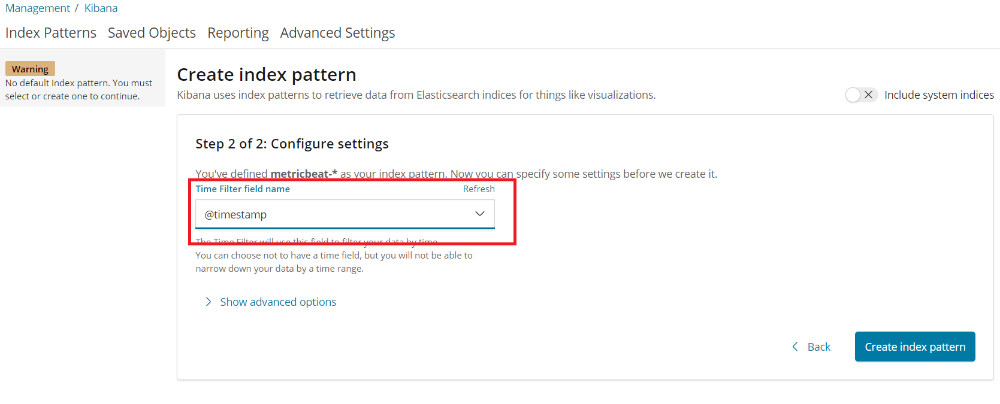 Management / Kibana
Index Patterns Saved Objects Reporting Advanced Settings
Warning
No default index pattern. You must
select or create one to continue.
Create index pattern
Kibana uses index patterns to retrieve data from Elasticsearch indices for things like visualizations.
Include system indices
Step 2 of 2: Configure settings
You've defined metricbeat-* as your index pattern. Now you can specify some settings before we create it.
Time Filter field name Refresh
@timestamp
The Time Filter will use this field to filter your data by time.
You can choose not to have a time field, but you will not be able to
narrow down your data by a time range.
Show advanced options
Back Create index pattern